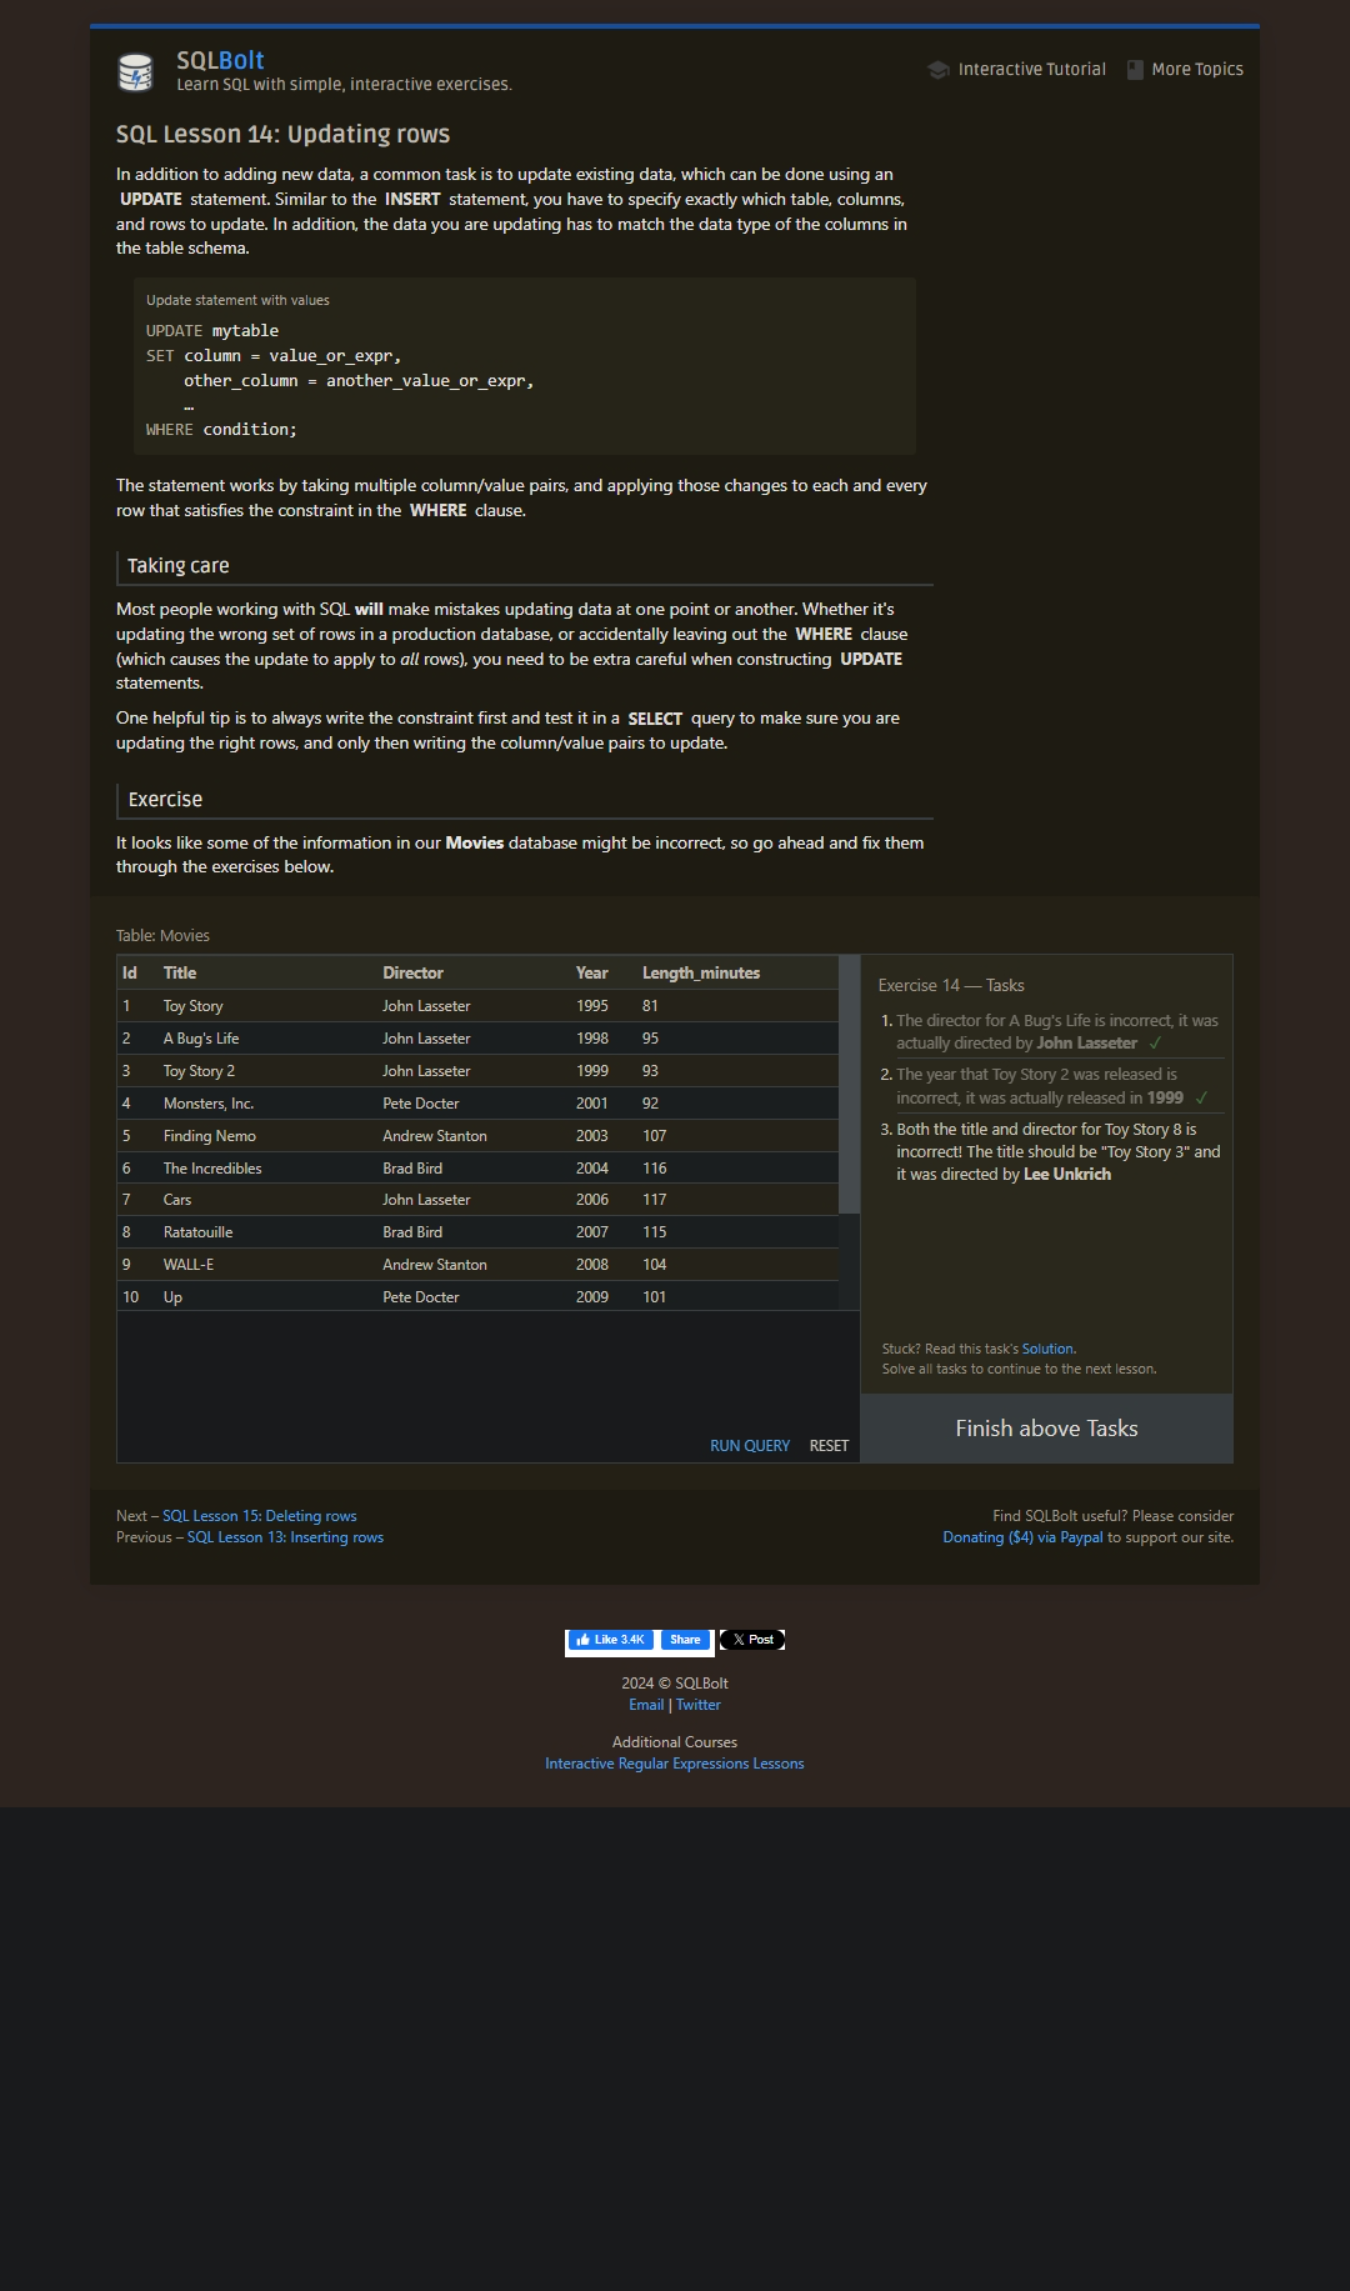 SQLBolt
Learn SQL with simple, interactive exercises.
Interactive Tutorial
More Topics
SQL Lesson 14: Updating rows
In addition to adding new data, a common task is to update existing data, which can be done using an
UPDATE statement. Similar to the INSERT statement, you have to specify exactly which table, columns,
and rows to update. In addition, the data you are updating has to match the data type of the columns in
the table schema.
Update statement with values
UPDATE mytable
SET column = value_or_expr,
    other_column = another_value_or_expr,
    …
WHERE condition;
The statement works by taking multiple column/value pairs, and applying those changes to each and every
row that satisfies the constraint in the WHERE clause.
Taking care
Most people working with SQL will make mistakes updating data at one point or another. Whether it's
updating the wrong set of rows in a production database, or accidentally leaving out the WHERE clause
(which causes the update to apply to all rows), you need to be extra careful when constructing UPDATE
statements.
One helpful tip is to always write the constraint first and test it in a SELECT query to make sure you are
updating the right rows, and only then writing the column/value pairs to update.
Exercise
It looks like some of the information in our Movies database might be incorrect, so go ahead and fix them
through the exercises below.
Table: Movies
Id Title Director Year Length_minutes
1 Toy Story John Lasseter 1995 81
2 A Bug's Life John Lasseter 1998 95
3 Toy Story 2 John Lasseter 1999 93
4 Monsters, Inc. Pete Docter 2001 92
5 Finding Nemo Andrew Stanton 2003 107
6 The Incredibles Brad Bird 2004 116
7 Cars John Lasseter 2006 117
8 Ratatouille Brad Bird 2007 115
9 WALL-E Andrew Stanton 2008 104
10 Up Pete Docter 2009 101
RUN QUERY RESET
Exercise 14 — Tasks
1. The director for A Bug's Life is incorrect, it was
actually directed by John Lasseter ✓
2. The year that Toy Story 2 was released is
incorrect, it was actually released in 1999 ✓
3. Both the title and director for Toy Story 8 is
incorrect! The title should be "Toy Story 3" and
it was directed by Lee Unkrich
Stuck? Read this task's Solution.
Solve all tasks to continue to the next lesson.
Finish above Tasks
Next – SQL Lesson 15: Deleting rows
Previous – SQL Lesson 13: Inserting rows
Find SQLBolt useful? Please consider
Donating ($4) via Paypal to support our site.
Like 3.4K Share X Post
2024 © SQLBolt
Email | Twitter
Additional Courses
Interactive Regular Expressions Lessons